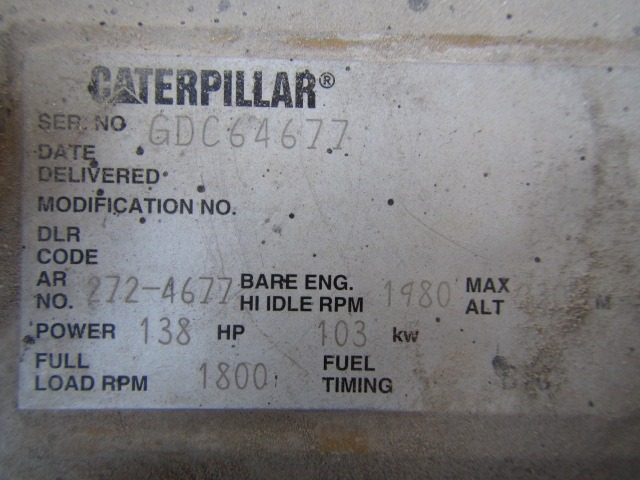 CATERPILLAR®
SER. NO GDC64677
DATE
DELIVERED
MODIFICATION NO.
DLR
CODE
AR
NO. 272-4677 BARE ENG.
HI IDLE RPM 1980 MAX
ALT M
POWER 138 HP 103 kw
FULL
LOAD RPM 1800 FUEL
TIMING